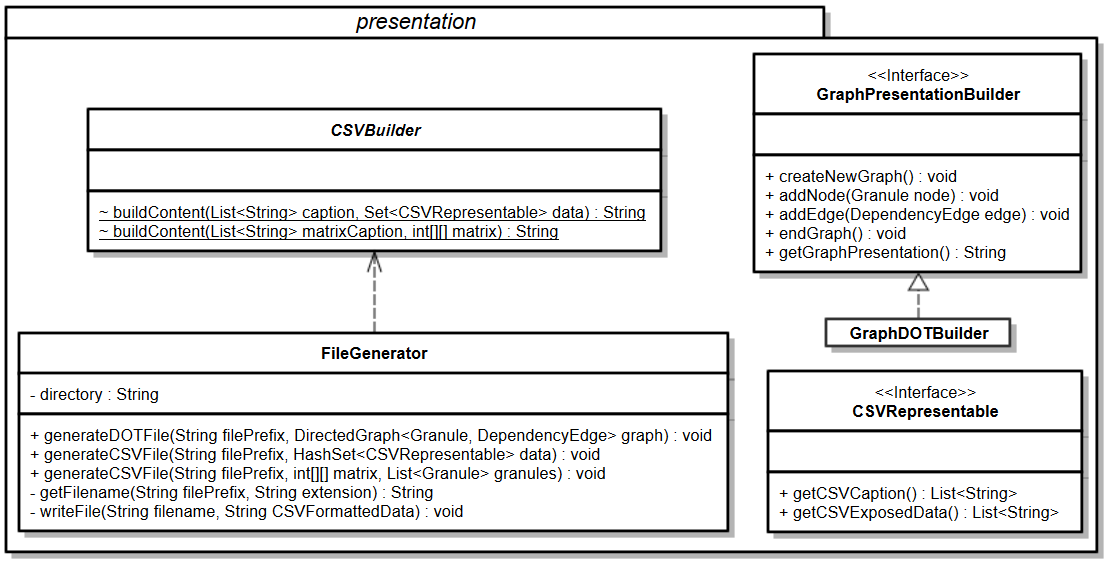 presentation
CSVBuilder
~ buildContent(List<String> caption, Set<CSVRepresentable> data) : String
~ buildContent(List<String> matrixCaption, int[][] matrix) : String
<<Interface>>
GraphPresentationBuilder
+ createNewGraph() : void
+ addNode(Granule node) : void
+ addEdge(DependencyEdge edge) : void
+ endGraph() : void
+ getGraphPresentation() : String
GraphDOTBuilder
FileGenerator
- directory : String
+ generateDOTFile(String filePrefix, DirectedGraph<Granule, DependencyEdge> graph) : void
+ generateCSVFile(String filePrefix, HashSet<CSVRepresentable> data) : void
+ generateCSVFile(String filePrefix, int[][] matrix, List<Granule> granules) : void
- getFilename(String filePrefix, String extension) : String
- writeFile(String filename, String CSVFormattedData) : void
<<Interface>>
CSVRepresentable
+ getCSVCaption() : List<String>
+ getCSVExposedData() : List<String>